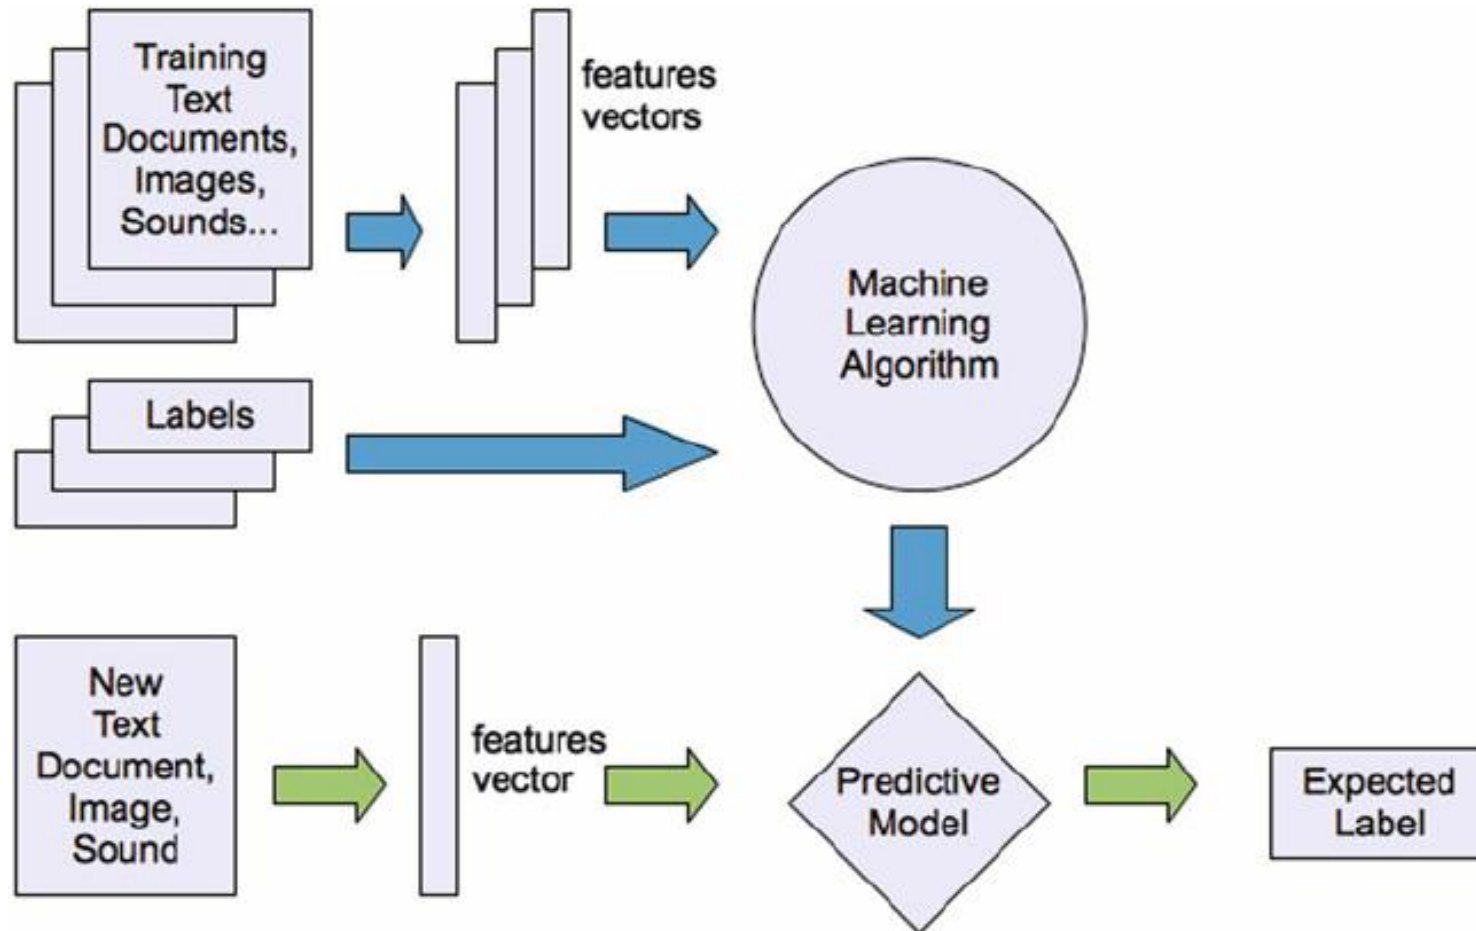 Training
Text
Documents,
Images,
Sounds...
features
vectors
Machine
Learning
Algorithm
Labels
New
Text
Document,
Image,
Sound
features
vector
Predictive
Model
Expected
Label